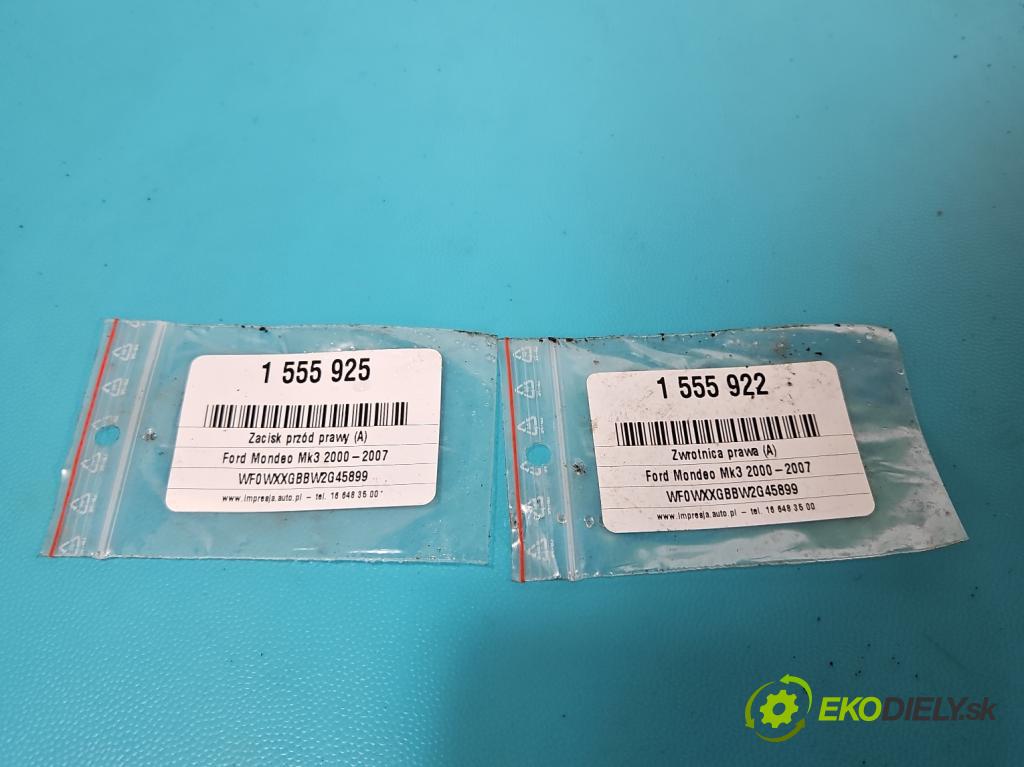 1 555 925
Zacisk przód prawy (A)
Ford Mondeo Mk3 2000-2007
WF0WXXGBBW2G45899
www.impresja.auto.pl - tel. 16 648 35 00
1 555 922
Zwrotnica prawa (A)
Ford Mondeo Mk3 2000-2007
WF0WXXGBBW2G45899
www.impresja.auto.pl - tel. 16 648 35 00
EKODIELY.sk